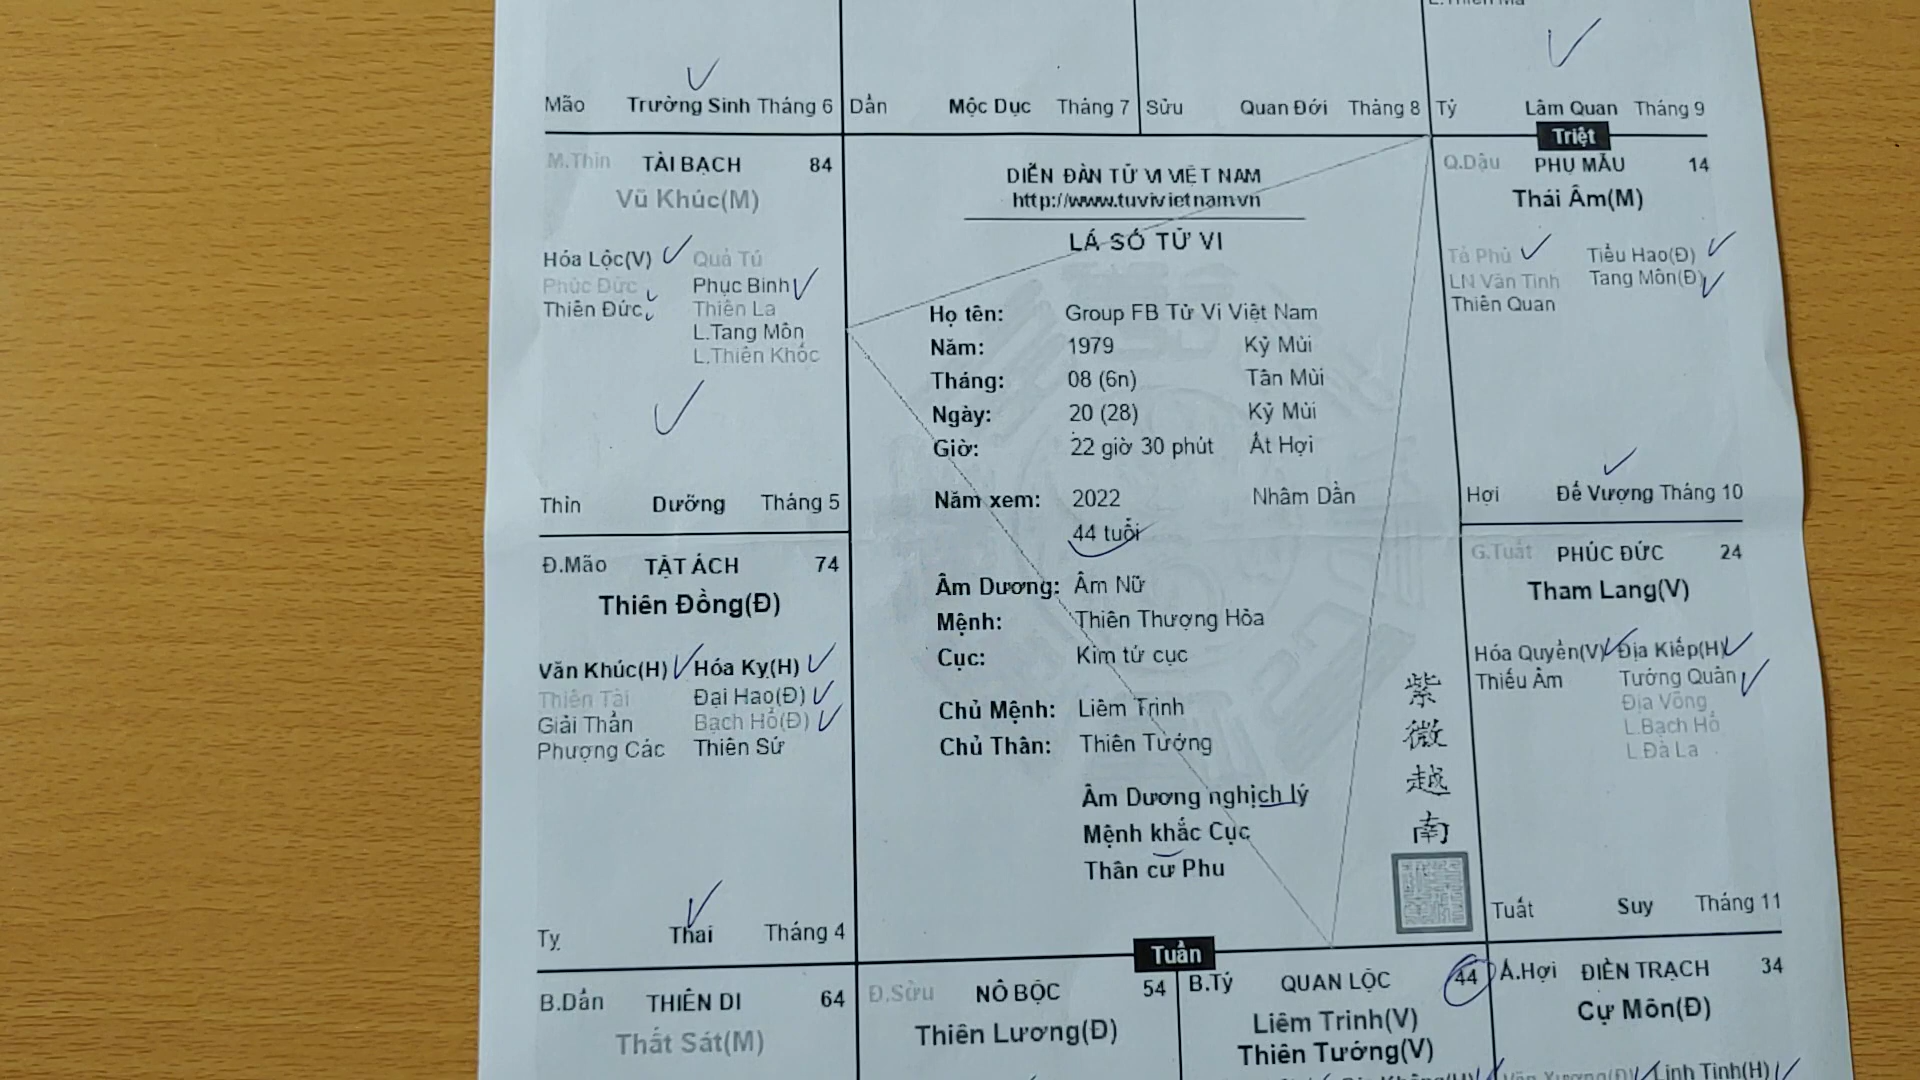 Mão Trường Sinh Tháng 6
Dần Mộc Dục Tháng 7
Sửu Quan Đới Tháng 8
Tý Lâm Quan Tháng 9
Triệt
M.Thìn TÀI BẠCH 84
Vũ Khúc(M)
Hóa Lộc(V) Quả Tú
Phúc Đức Phục Binh
Thiên Đức Thiên La
L.Tang Môn
L.Thiên Khốc
Thìn Dưỡng Tháng 5
DIỄN ĐÀN TỬ VI VIỆT NAM
http://www.tuvivietnam.vn
LÁ SỐ TỬ VI
Họ tên: Group FB Tử Vi Việt Nam
Năm: 1979 Kỷ Mùi
Tháng: 08 (6n) Tân Mùi
Ngày: 20 (28) Kỷ Mùi
Giờ: 22 giờ 30 phút Ất Hợi
Năm xem: 2022 Nhâm Dần
44 tuổi
Âm Dương: Âm Nữ
Mệnh: Thiên Thượng Hỏa
Cục: Kim tứ cục
Chủ Mệnh: Liêm Trinh
Chủ Thân: Thiên Tướng
Âm Dương nghịch lý
Mệnh khắc Cục
Thân cư Phu
紫
微
越
南
Q.Dậu PHỤ MẪU 14
Thái Âm(M)
Tả Phù Tiểu Hao(Đ)
LN Văn Tinh Tang Môn(Đ)
Thiên Quan
Hợi Đế Vượng Tháng 10
Đ.Mão TẬT ÁCH 74
Thiên Đồng(Đ)
Văn Khúc(H) Hóa Kỵ(H)
Thiên Tài Đại Hao(Đ)
Giải Thần Bạch Hổ(Đ)
Phượng Các Thiên Sứ
Tỵ Thai Tháng 4
G.Tuất PHÚC ĐỨC 24
Tham Lang(V)
Hóa Quyền(V) Địa Kiếp(H)
Thiếu Âm Tướng Quân
Địa Võng
L.Bạch Hổ
L.Đà La
Tuất Suy Tháng 11
Tuần
B.Dần THIÊN DI 64
Thất Sát(M)
Đ.Sửu NÔ BỘC 54
Thiên Lương(Đ)
B.Tý QUAN LỘC 44
Liêm Trinh(V)
Thiên Tướng(V)
Ấ.Hợi ĐIỀN TRẠCH 34
Cự Môn(Đ)
Linh Tinh(H)